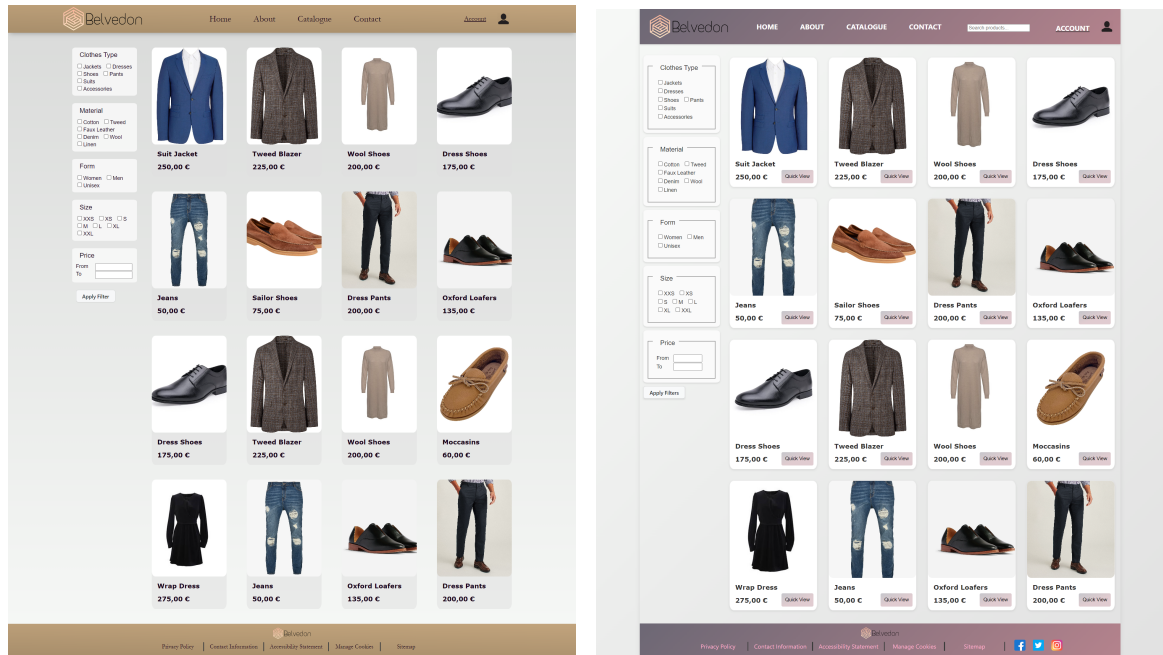 Belvedon
Home About Catalogue Contact
Account
Clothes Type
Jackets Dresses
Shoes Pants
Suits
Accessories
Material
Cotton Tweed
Faux Leather
Denim Wool
Linen
Form
Women Men
Unisex
Size
XXS XS S
M L XL
XXL
Price
From
To
Apply Filter
Suit Jacket Tweed Blazer Wool Shoes Dress Shoes
250,00 € 225,00 € 200,00 € 175,00 €
Jeans Sailor Shoes Dress Pants Oxford Loafers
50,00 € 75,00 € 200,00 € 135,00 €
Dress Shoes Tweed Blazer Wool Shoes Moccasins
175,00 € 225,00 € 200,00 € 60,00 €
Wrap Dress Jeans Oxford Loafers Dress Pants
275,00 € 50,00 € 135,00 € 200,00 €
Belvedon
Privacy Policy Contact Information Accessibility Statement Manage Cookies Sitemap
Belvedon
HOME ABOUT CATALOGUE CONTACT
Search products..
ACCOUNT
Clothes Type
Jackets
Dresses
Shoes Pants
Suits
Accessories
Material
Cotton Tweed
Faux Leather
Denim Wool
Linen
Form
Women Men
Unisex
Size
XXS XS
S M L
XL XXL
Price
From
To
Apply Filters
Suit Jacket Tweed Blazer Wool Shoes Dress Shoes
250,00 € Quick View 225,00 € Quick View 200,00 € Quick View 175,00 € Quick View
Jeans Sailor Shoes Dress Pants Oxford Loafers
50,00 € Quick View 75,00 € Quick View 200,00 € Quick View 135,00 € Quick View
Dress Shoes Tweed Blazer Wool Shoes Moccasins
175,00 € Quick View 225,00 € Quick View 200,00 € Quick View 60,00 € Quick View
Wrap Dress Jeans Oxford Loafers Dress Pants
275,00 € Quick View 50,00 € Quick View 135,00 € Quick View 200,00 € Quick View
Belvedon
Privacy Policy Contact Information Accessibility Statement Manage Cookies Sitemap